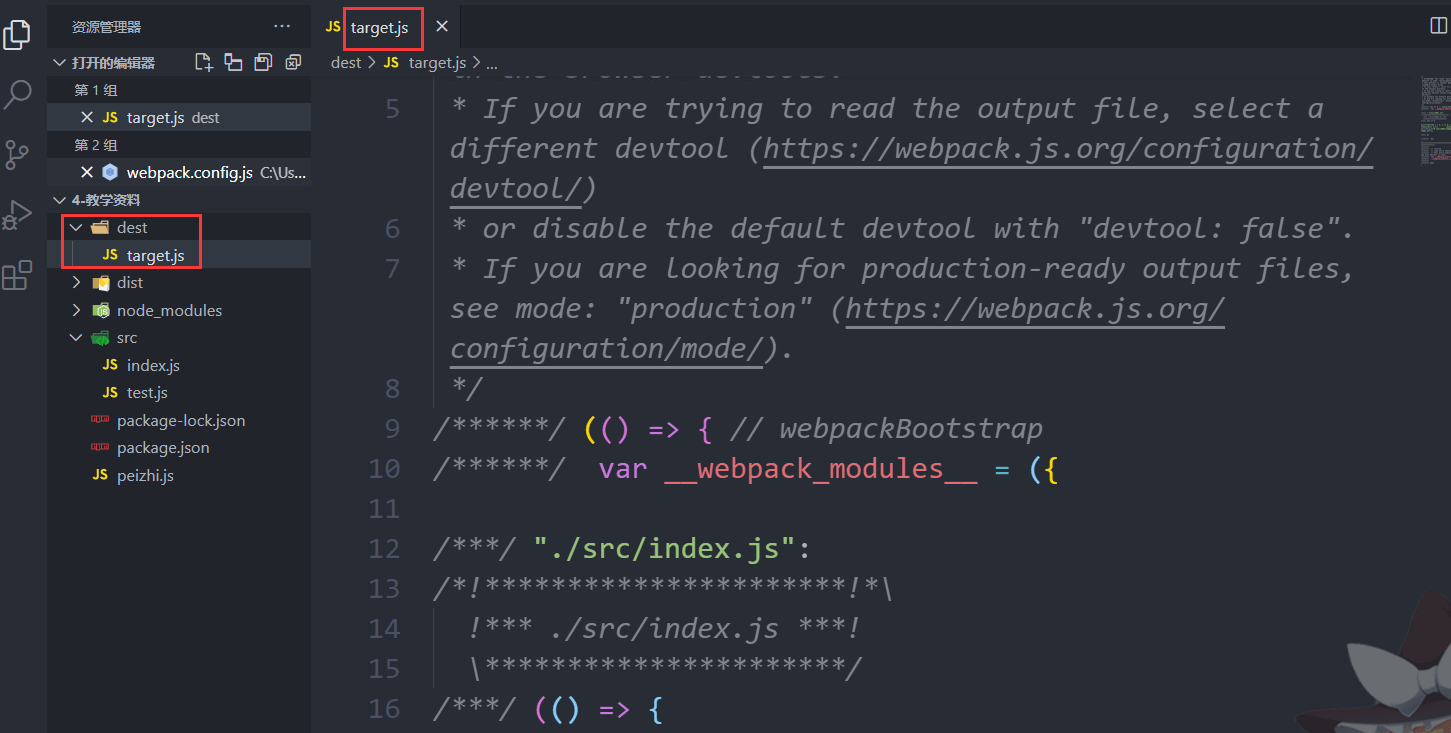 资源管理器 ...
打开的编辑器
第 1 组
JS target.js dest
第 2 组
webpack.config.js C:\Us...
4-教学资料
dest
JS target.js
dist
node_modules
src
JS index.js
JS test.js
package-lock.json
package.json
JS peizhi.js
JS target.js
dest > JS target.js > ...
5 * If you are trying to read the output file, select a
different devtool (https://webpack.js.org/configuration/
devtool/)
6 * or disable the default devtool with "devtool: false".
7 * If you are looking for production-ready output files,
see mode: "production" (https://webpack.js.org/
configuration/mode/).
8 */
9 /******/ (() => { // webpackBootstrap
10 /******/ var __webpack_modules__ = ({
11
12 /***/ "./src/index.js":
13 /*!**********************!*\
14 !*** ./src/index.js ***!
15 \**********************/
16 /***/ (() => {